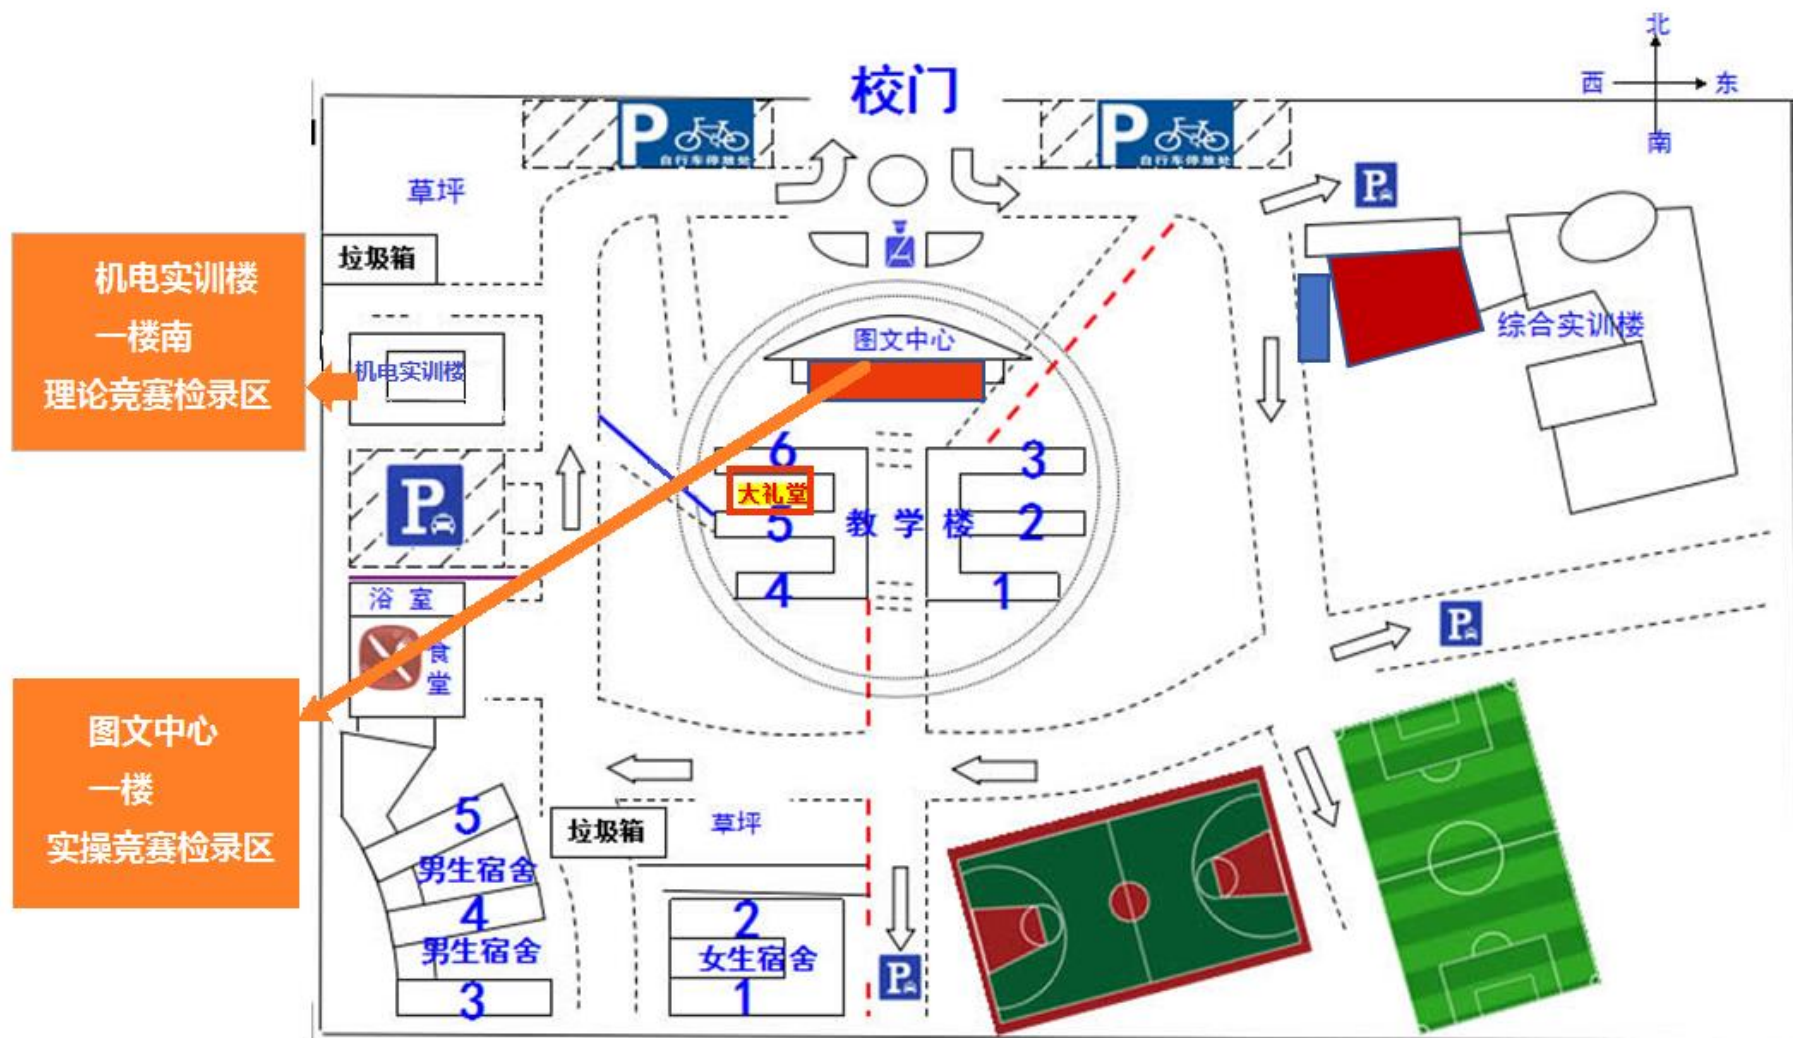 北
西
东
南
校门
P
自行车停放处
P
自行车停放处
P
草坪
垃圾箱
机电实训楼
一楼南
理论竞赛检录区
机电实训楼
图文中心
综合实训楼
6
大礼堂
5
4
教学楼
3
2
1
P
浴室
食堂
P
图文中心
一楼
实操竞赛检录区
5
男生宿舍
4
男生宿舍
3
垃圾箱
草坪
2
女生宿舍
1
P